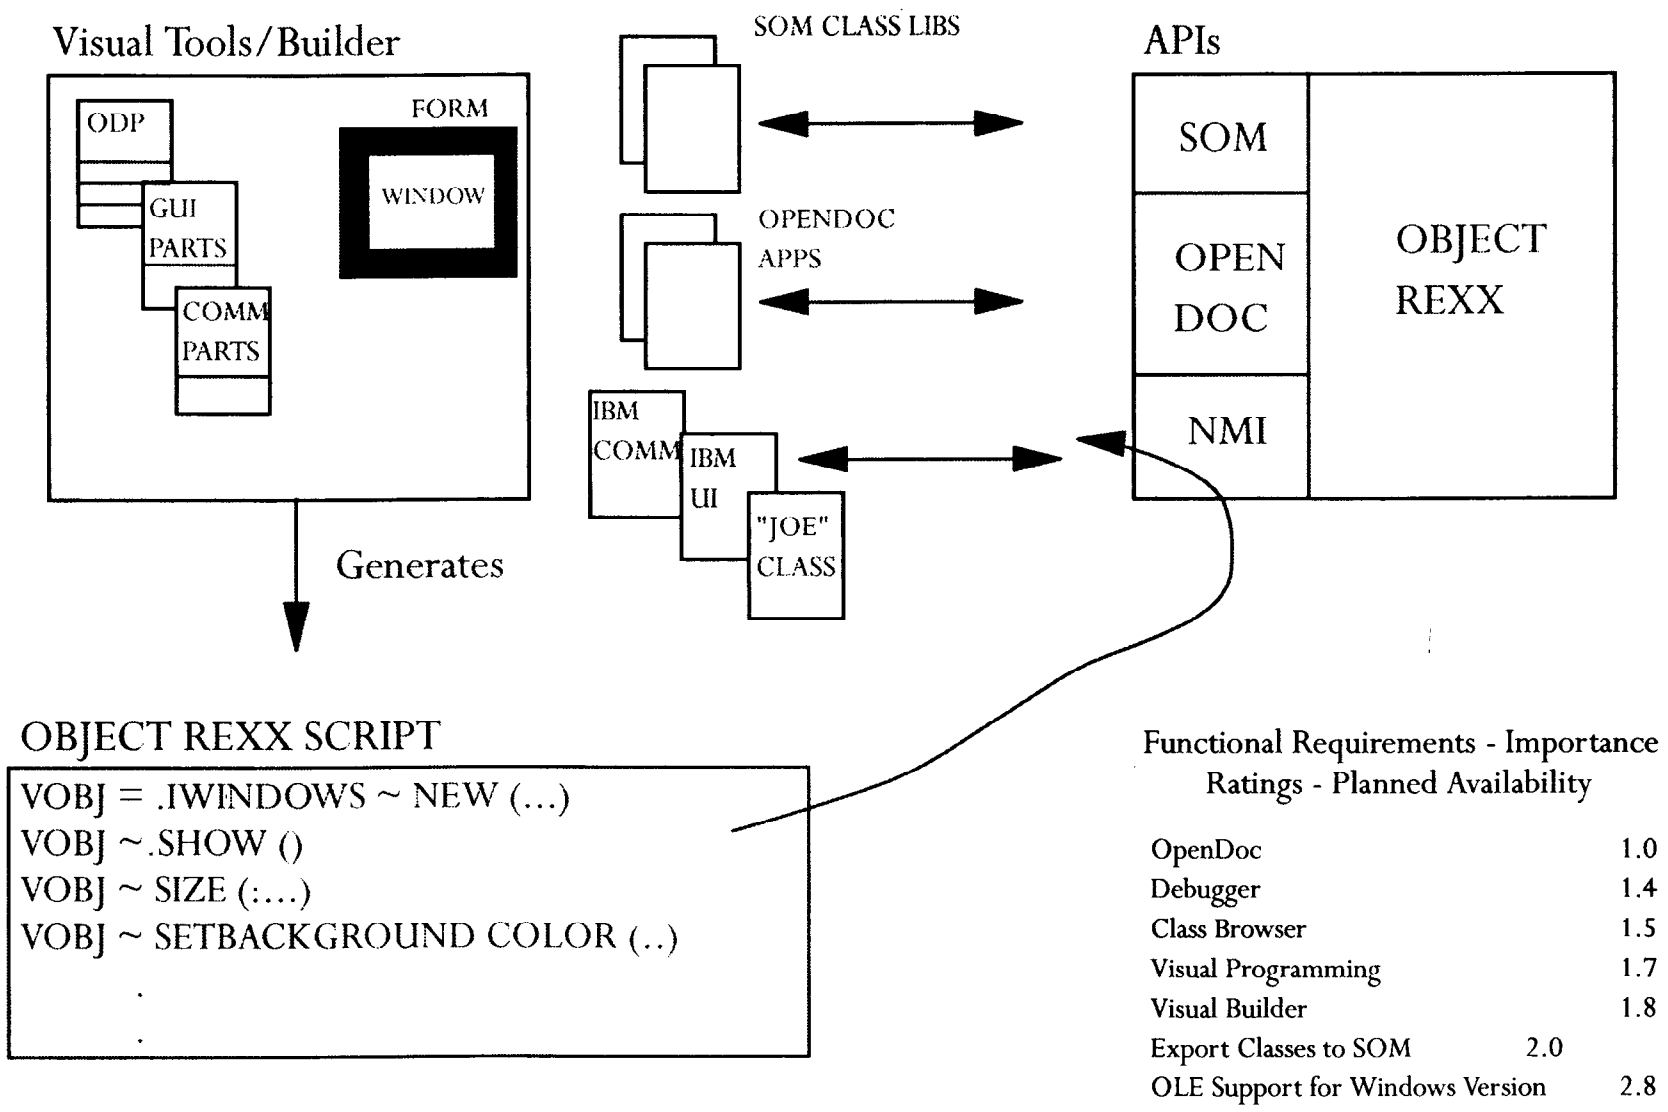 Visual Tools/Builder
ODP
GUI
PARTS
COMM
PARTS
FORM
WINDOW
Generates
SOM CLASS LIBS
OPENDOC
APPS
IBM
COMM
IBM
UI
"JOE"
CLASS
APIs
SOM
OPEN
DOC
NMI
OBJECT
REXX
OBJECT REXX SCRIPT
VOBJ = .IWINDOWS ~ NEW (...)
VOBJ ~.SHOW ()
VOBJ ~ SIZE (:...)
VOBJ ~ SETBACKGROUND COLOR (..)
.
.
Functional Requirements - Importance
Ratings - Planned Availability
OpenDoc 1.0
Debugger 1.4
Class Browser 1.5
Visual Programming 1.7
Visual Builder 1.8
Export Classes to SOM 2.0
OLE Support for Windows Version 2.8